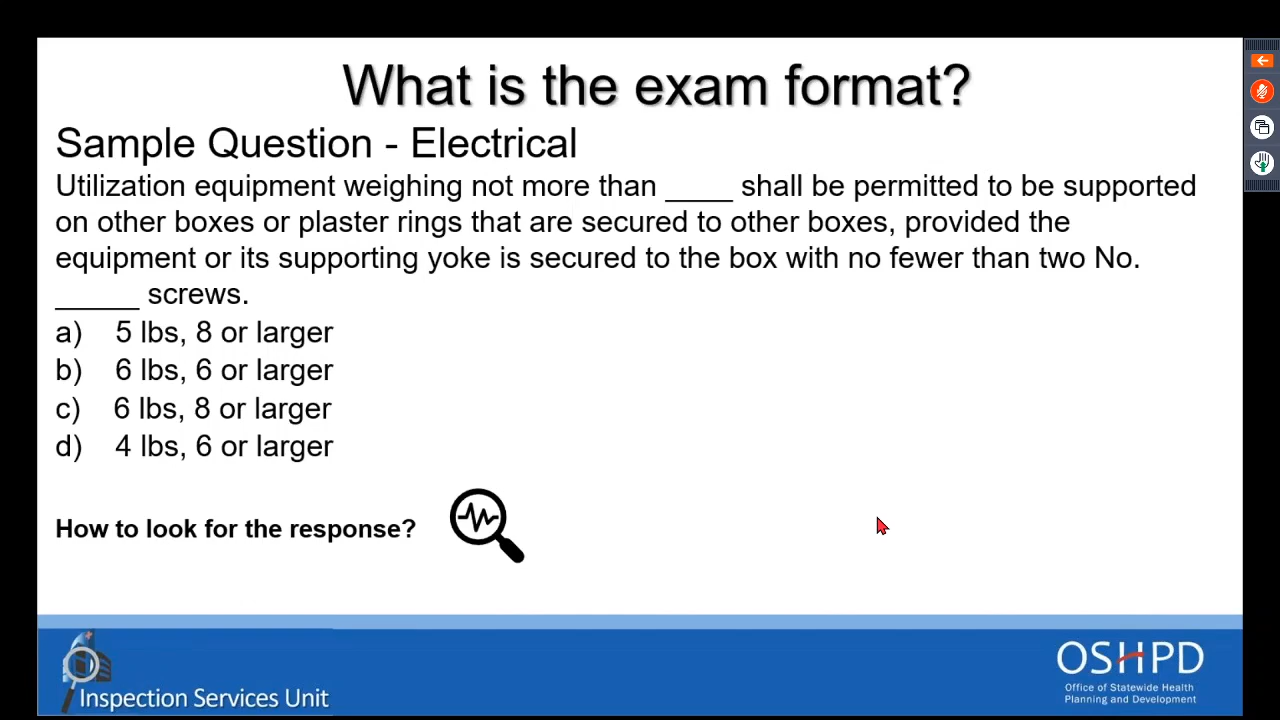 What is the exam format?
Sample Question - Electrical
Utilization equipment weighing not more than ____ shall be permitted to be supported
on other boxes or plaster rings that are secured to other boxes, provided the
equipment or its supporting yoke is secured to the box with no fewer than two No.
_____ screws.
a) 5 lbs, 8 or larger
b) 6 lbs, 6 or larger
c) 6 lbs, 8 or larger
d) 4 lbs, 6 or larger
How to look for the response?
Inspection Services Unit
OSHPD
Office of Statewide Health
Planning and Development